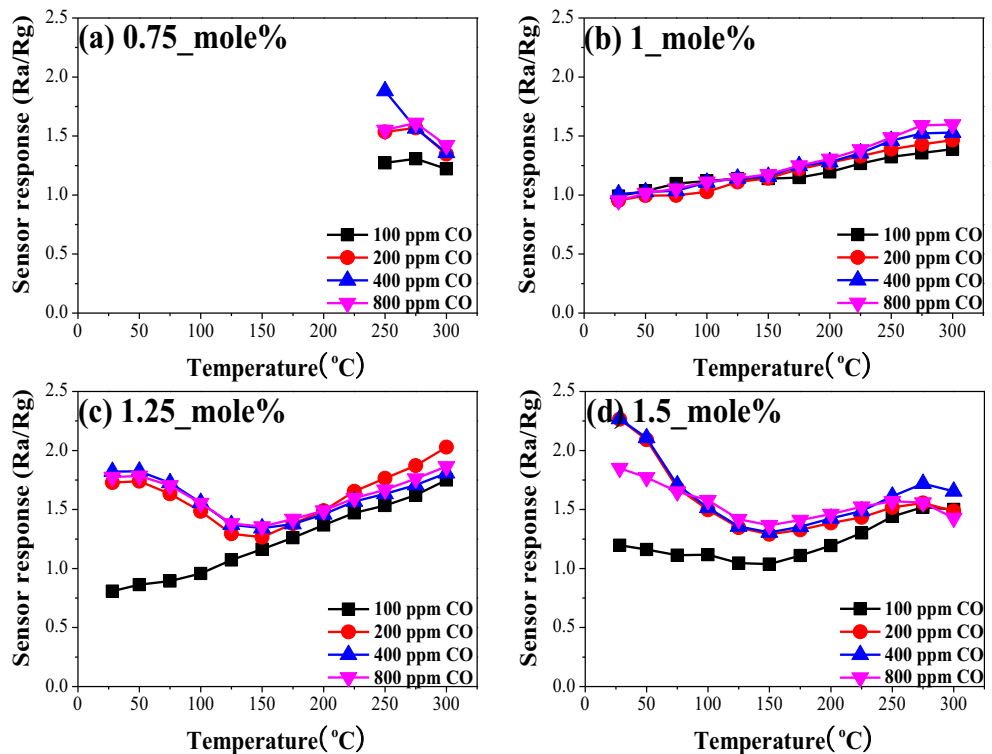 (a) 0.75_mole%
Sensor response (Ra/Rg)
2.5
2.0
1.5
1.0
0.5
0.0
100 ppm CO
200 ppm CO
400 ppm CO
800 ppm CO
50 100 150 200 250 300
Temperature(°C)
(b) 1_mole%
Sensor response (Ra/Rg)
2.5
2.0
1.5
1.0
0.5
0.0
100 ppm CO
200 ppm CO
400 ppm CO
800 ppm CO
50 100 150 200 250 300
Temperature(°C)
(c) 1.25_mole%
Sensor response (Ra/Rg)
2.5
2.0
1.5
1.0
0.5
0.0
100 ppm CO
200 ppm CO
400 ppm CO
800 ppm CO
50 100 150 200 250 300
Temperature(°C)
(d) 1.5_mole%
Sensor response (Ra/Rg)
2.5
2.0
1.5
1.0
0.5
0.0
100 ppm CO
200 ppm CO
400 ppm CO
800 ppm CO
50 100 150 200 250 300
Temperature(°C)